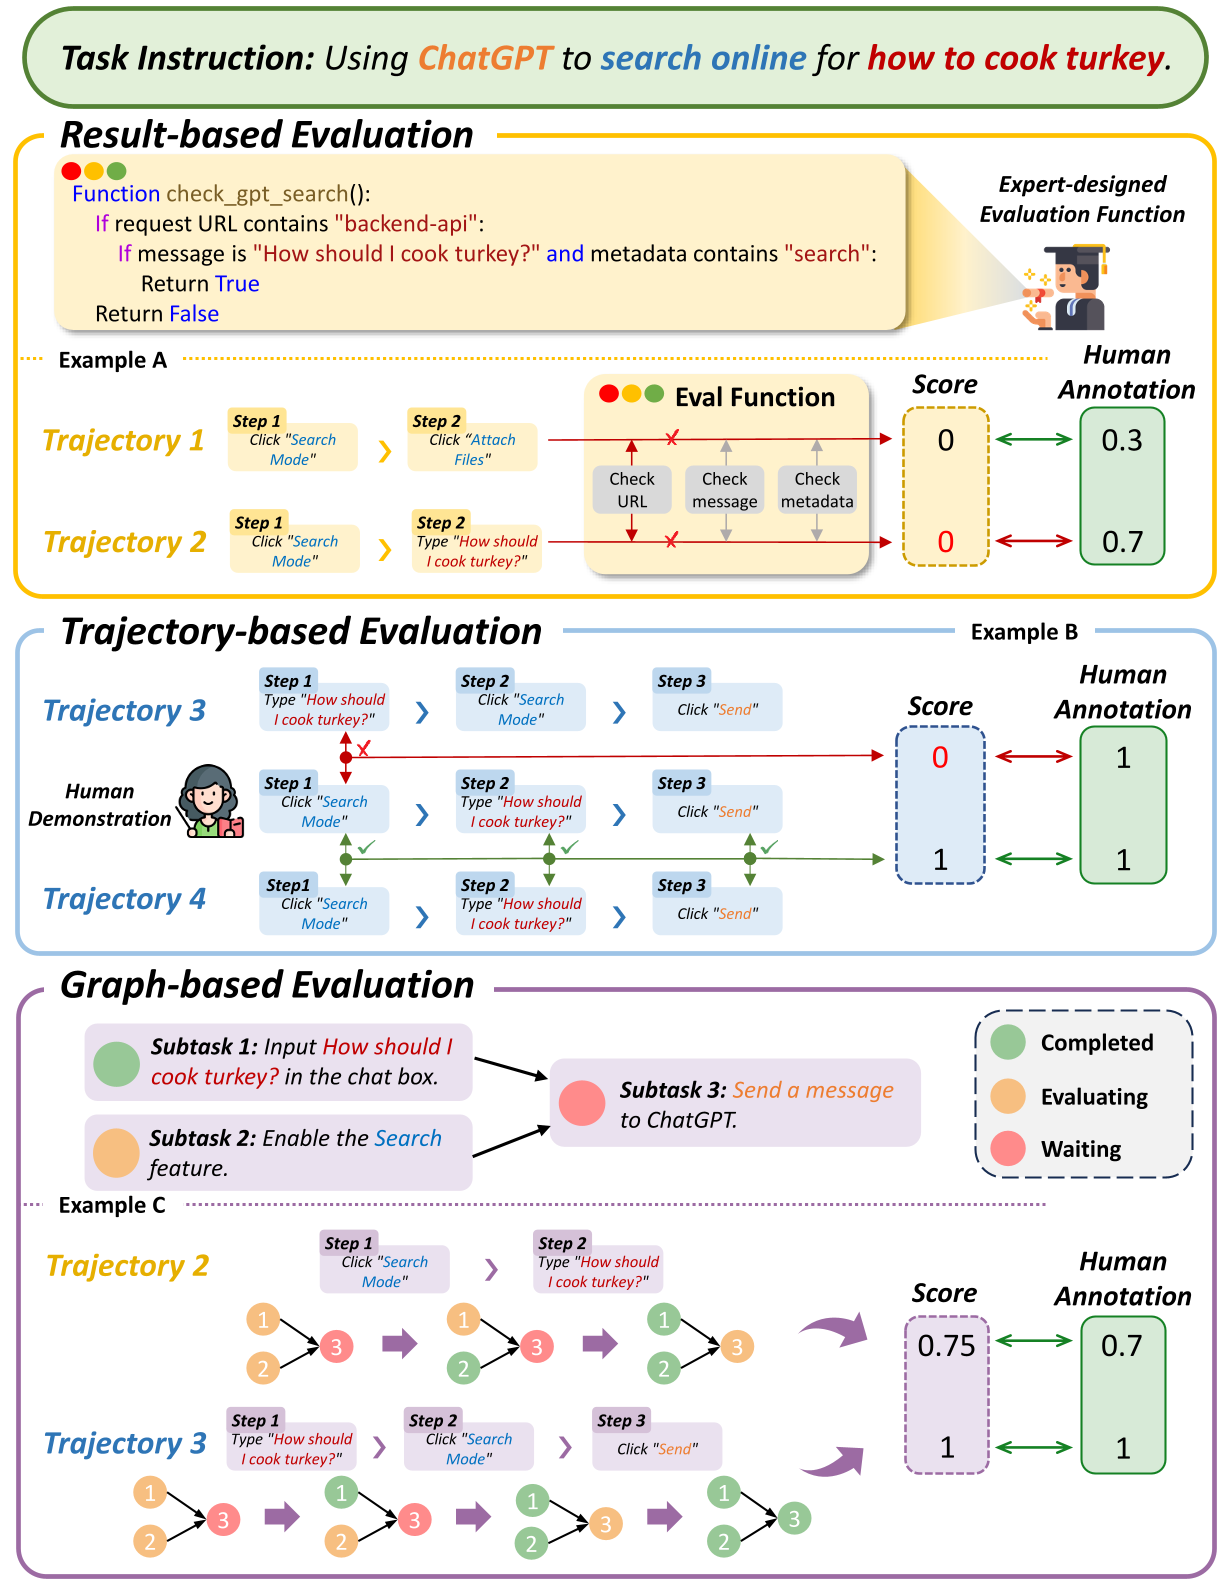 Task Instruction: Using ChatGPT to search online for how to cook turkey.
Result-based Evaluation
Function check_gpt_search():
If request URL contains "backend-api":
If message is "How should I cook turkey?" and metadata contains "search":
Return True
Return False
Expert-designed
Evaluation Function
Example A
Score
Human
Annotation
Trajectory 1
Step 1
Click "Search
Mode"
Step 2
Click “Attach
Files"
Eval Function
Check
URL
Check
message
Check
metadata
0
0.3
Trajectory 2
Step 1
Click "Search
Mode"
Step 2
Type "How should
I cook turkey?"
0
0.7
Trajectory-based Evaluation
Example B
Score
Human
Annotation
Trajectory 3
Step 1
Type "How should
I cook turkey?"
Step 2
Click "Search
Mode"
Step 3
Click "Send"
0
1
Human
Demonstration
Step 1
Click "Search
Mode"
Step 2
Type "How should
I cook turkey?"
Step 3
Click "Send"
1
1
Trajectory 4
Step1
Click "Search
Mode"
Step 2
Type "How should
I cook turkey?"
Step 3
Click "Send"
Graph-based Evaluation
Subtask 1: Input How should I
cook turkey? in the chat box.
Subtask 2: Enable the Search
feature.
Subtask 3: Send a message
to ChatGPT.
Completed
Evaluating
Waiting
Example C
Score
Human
Annotation
Trajectory 2
Step 1
Click "Search
Mode"
Step 2
Type "How should
I cook turkey?"
1
2
3
1
2
3
1
2
3
0.75
0.7
Trajectory 3
Step 1
Type "How should
I cook turkey?"
Step 2
Click "Search
Mode"
Step 3
Click "Send"
1
2
3
1
2
3
1
2
3
1
2
3
1
1